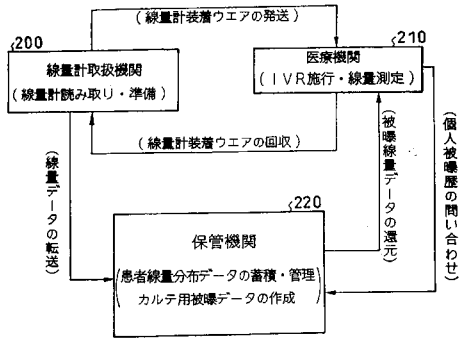 (線量計装着ウエアの発送)
200
線量計取扱機関
(線量計読み取り・準備)
210
医療機関
(IVR施行・線量測定)
(線量計装着ウエアの回収)
(線量データの転送)
(被曝線量データの還元)
(個人被曝歴の問い合わせ)
220
保管機関
(患者線量分布データの蓄積・管理
カルテ用被曝データの作成)